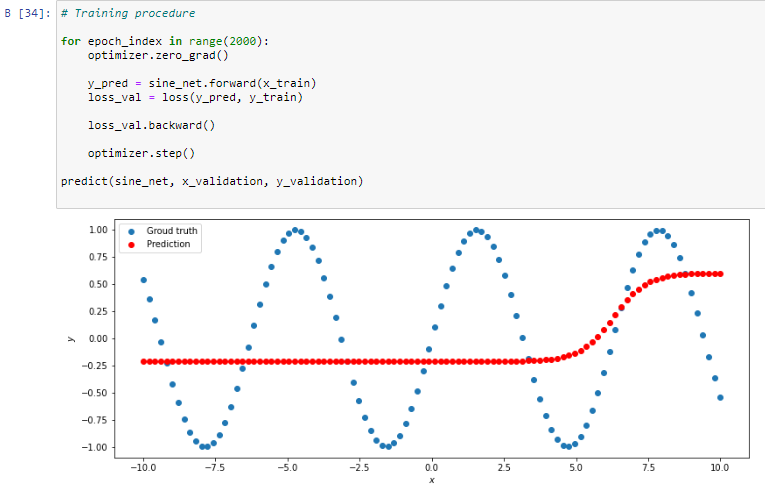 B [34]: # Training procedure
for epoch_index in range(2000):
optimizer.zero_grad()
y_pred = sine_net.forward(x_train)
loss_val = loss(y_pred, y_train)
loss_val.backward()
optimizer.step()
predict(sine_net, x_validation, y_validation)
Groud truth
Prediction
1.00
0.75
0.50
0.25
0.00
−0.25
−0.50
−0.75
−1.00
y
−10.0 −7.5 −5.0 −2.5 0.0 2.5 5.0 7.5 10.0
x